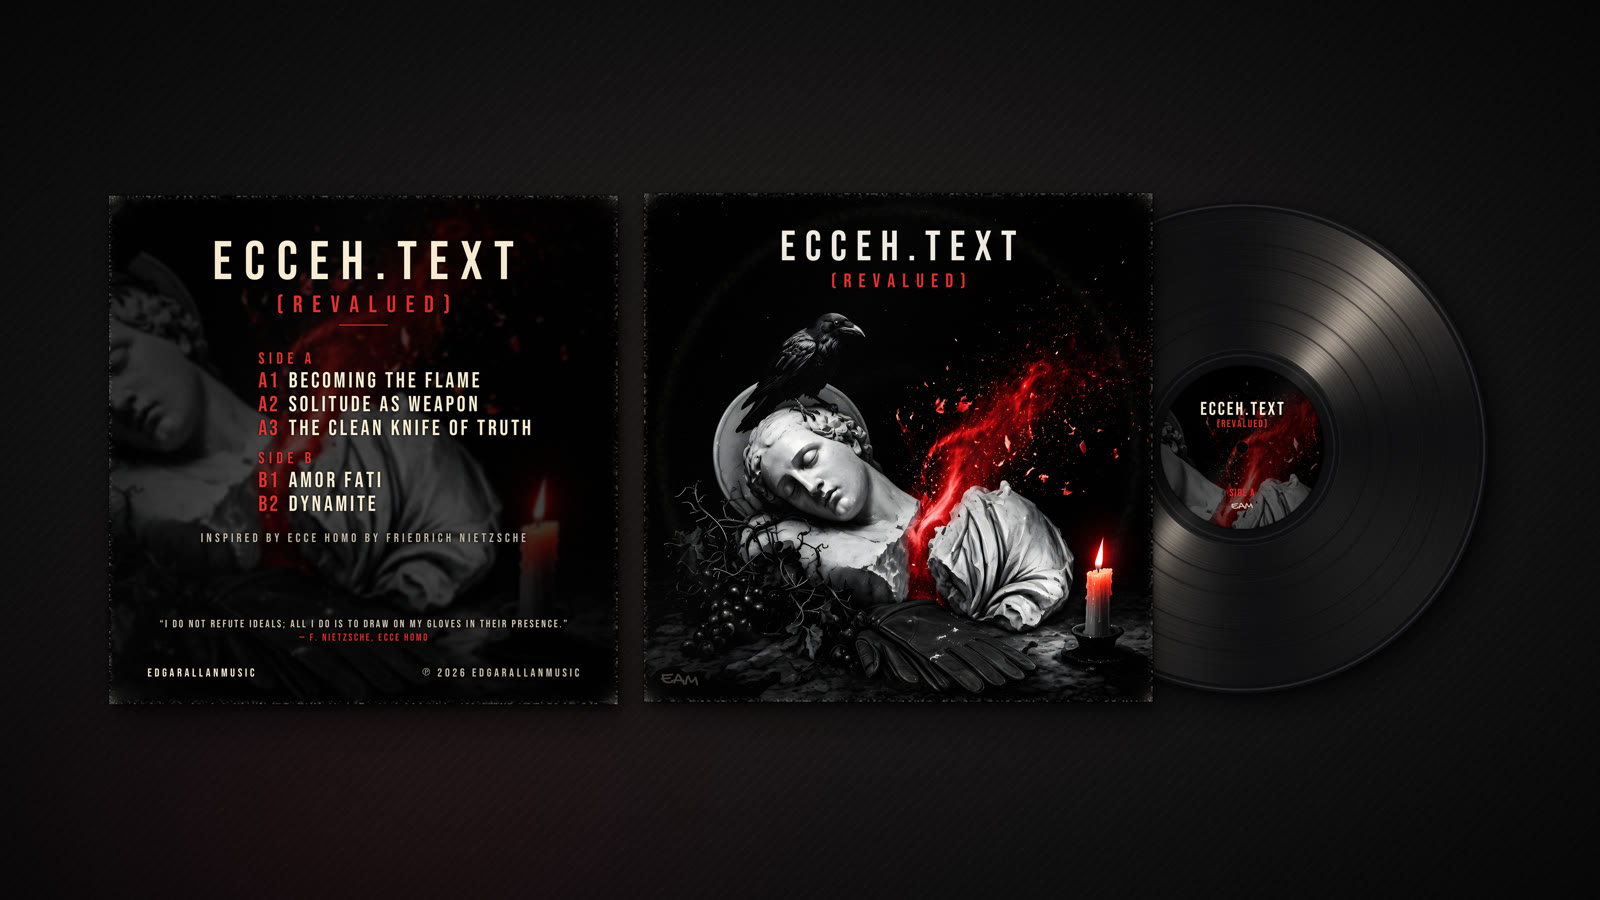 ECCEH.TEXT
(REVALUED)
SIDE A
A1 BECOMING THE FLAME
A2 SOLITUDE AS WEAPON
A3 THE CLEAN KNIFE OF TRUTH
SIDE B
B1 AMOR FATI
B2 DYNAMITE
INSPIRED BY ECCE HOMO BY FRIEDRICH NIETZSCHE
"I DO NOT REFUTE IDEALS; ALL I DO IS TO DRAW ON MY GLOVES IN THEIR PRESENCE."
— F. NIETZSCHE, ECCE HOMO
EDGARALLANMUSIC
℗ 2026 EDGARALLANMUSIC
ECCEH.TEXT
(REVALUED)
EAM
ECCEH.TEXT
(REVALUED)
SIDE A
EAM